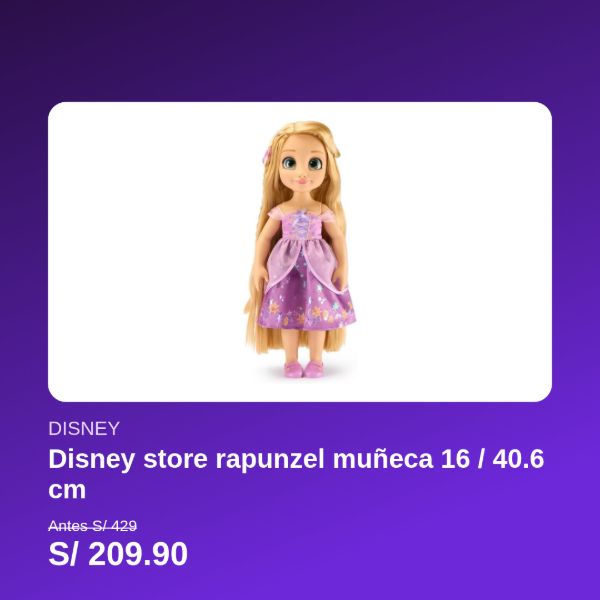 DISNEY
Disney store rapunzel muñeca 16 / 40.6
cm
Antes S/ 429
S/ 209.90